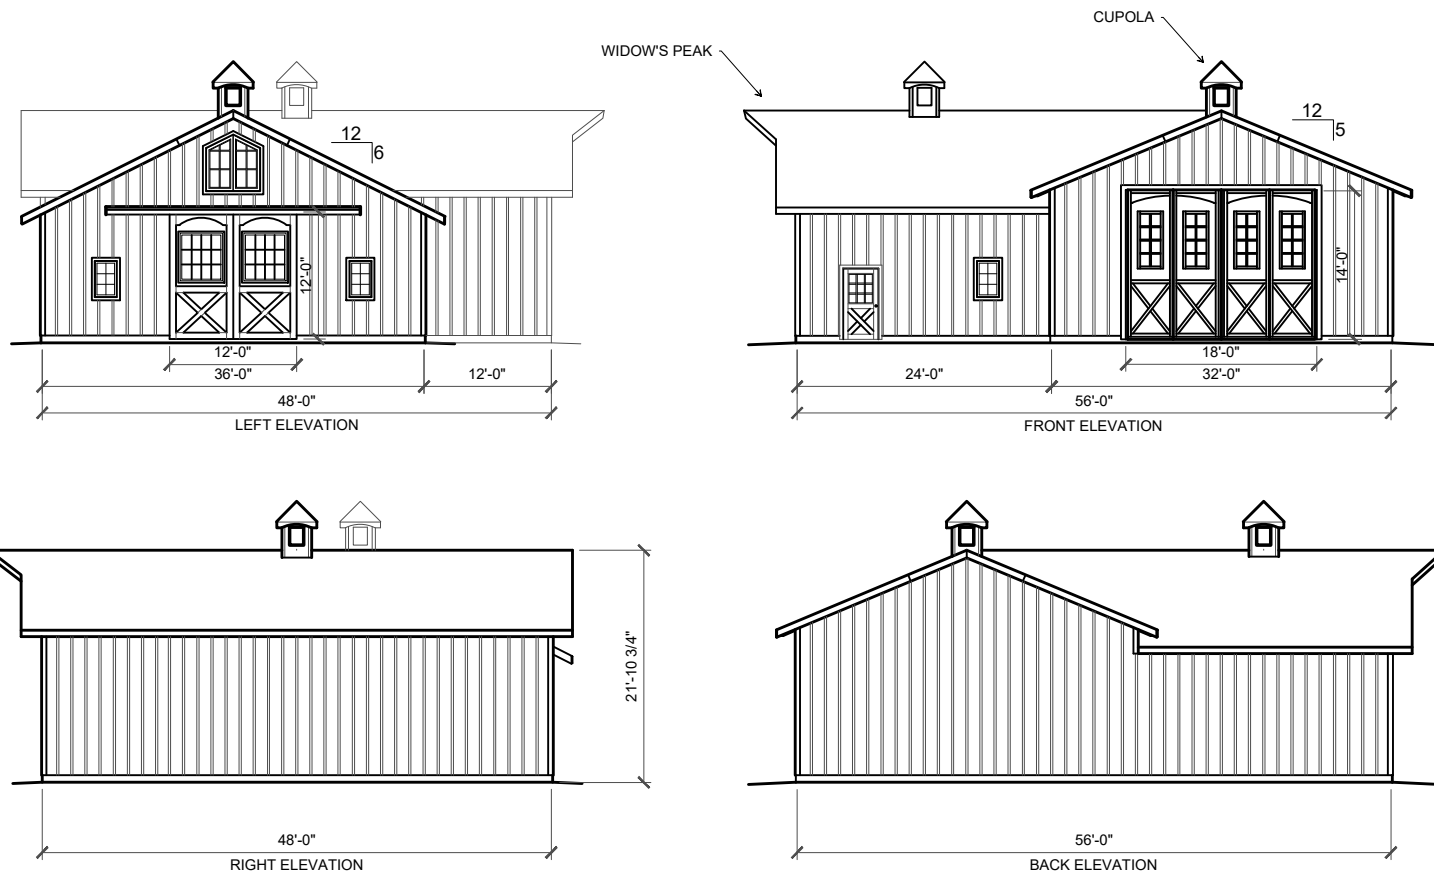 CUPOLA
WIDOW'S PEAK
12
6
12
5
12'-0"
14'-0"
12'-0"
36'-0"
12'-0"
48'-0"
LEFT ELEVATION
18'-0"
24'-0"
32'-0"
56'-0"
FRONT ELEVATION
21'-10 3/4"
48'-0"
RIGHT ELEVATION
56'-0"
BACK ELEVATION